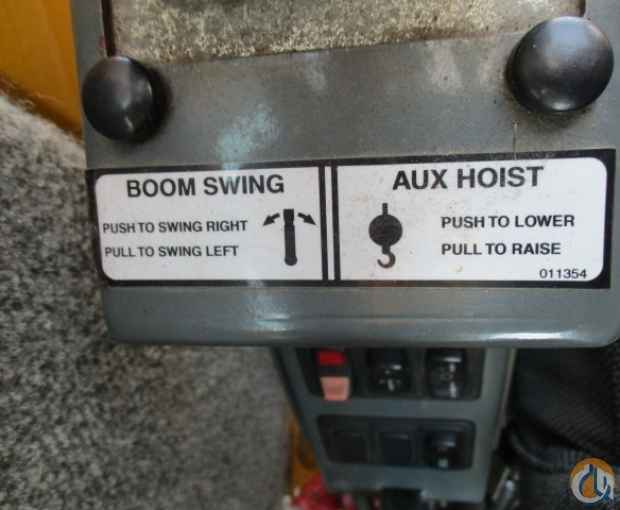 BOOM SWING
PUSH TO SWING RIGHT
PULL TO SWING LEFT
AUX HOIST
PUSH TO LOWER
PULL TO RAISE
011354